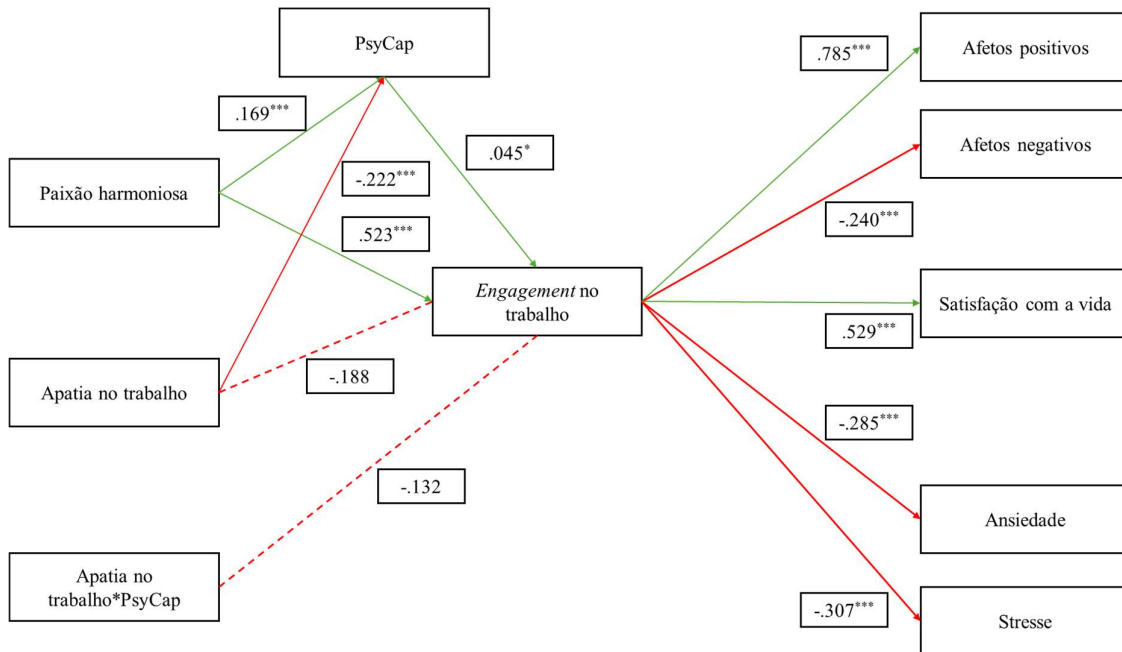 PsyCap
.785***
Afetos positivos
.169***
.045*
Afetos negativos
Paixão harmoniosa
-.222***
-.240***
.523***
Engagement no
trabalho
Satisfação com a vida
.529***
Apatia no trabalho
-.188
-.285***
-.132
Ansiedade
Apatia no
trabalho*PsyCap
-.307***
Stresse